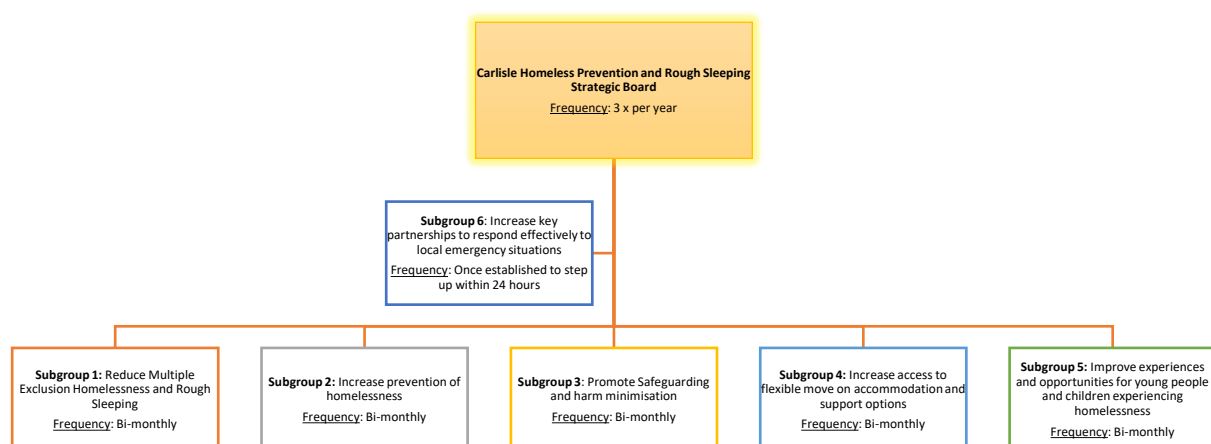 Carlisle Homeless Prevention and Rough Sleeping
Strategic Board
Frequency: 3 x per year
Subgroup 6: Increase key
partnerships to respond effectively to
local emergency situations
Frequency: Once established to step
up within 24 hours
Subgroup 1: Reduce Multiple
Exclusion Homelessness and Rough
Sleeping
Frequency: Bi-monthly
Subgroup 2: Increase prevention of
homelessness
Frequency: Bi-monthly
Subgroup 3: Promote Safeguarding
and harm minimisation
Frequency: Bi-monthly
Subgroup 4: Increase access to
flexible move on accommodation and
support options
Frequency: Bi-monthly
Subgroup 5: Improve experiences
and opportunities for young people
and children experiencing
homelessness
Frequency: Bi-monthly